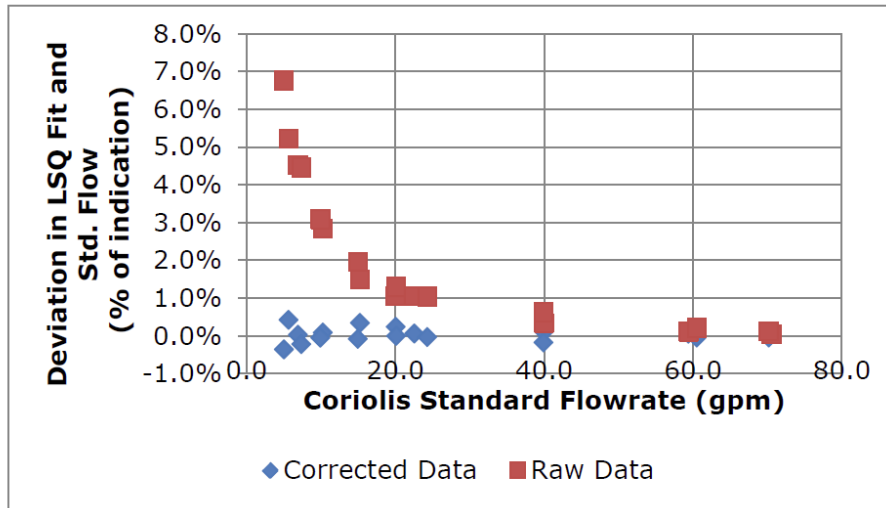 8.0%
7.0%
6.0%
5.0%
4.0%
3.0%
2.0%
1.0%
0.0%
-1.0%
Deviation in LSQ Fit and
Std. Flow
(% of indication)
0.0 20.0 40.0 60.0 80.0
Coriolis Standard Flowrate (gpm)
Corrected Data Raw Data